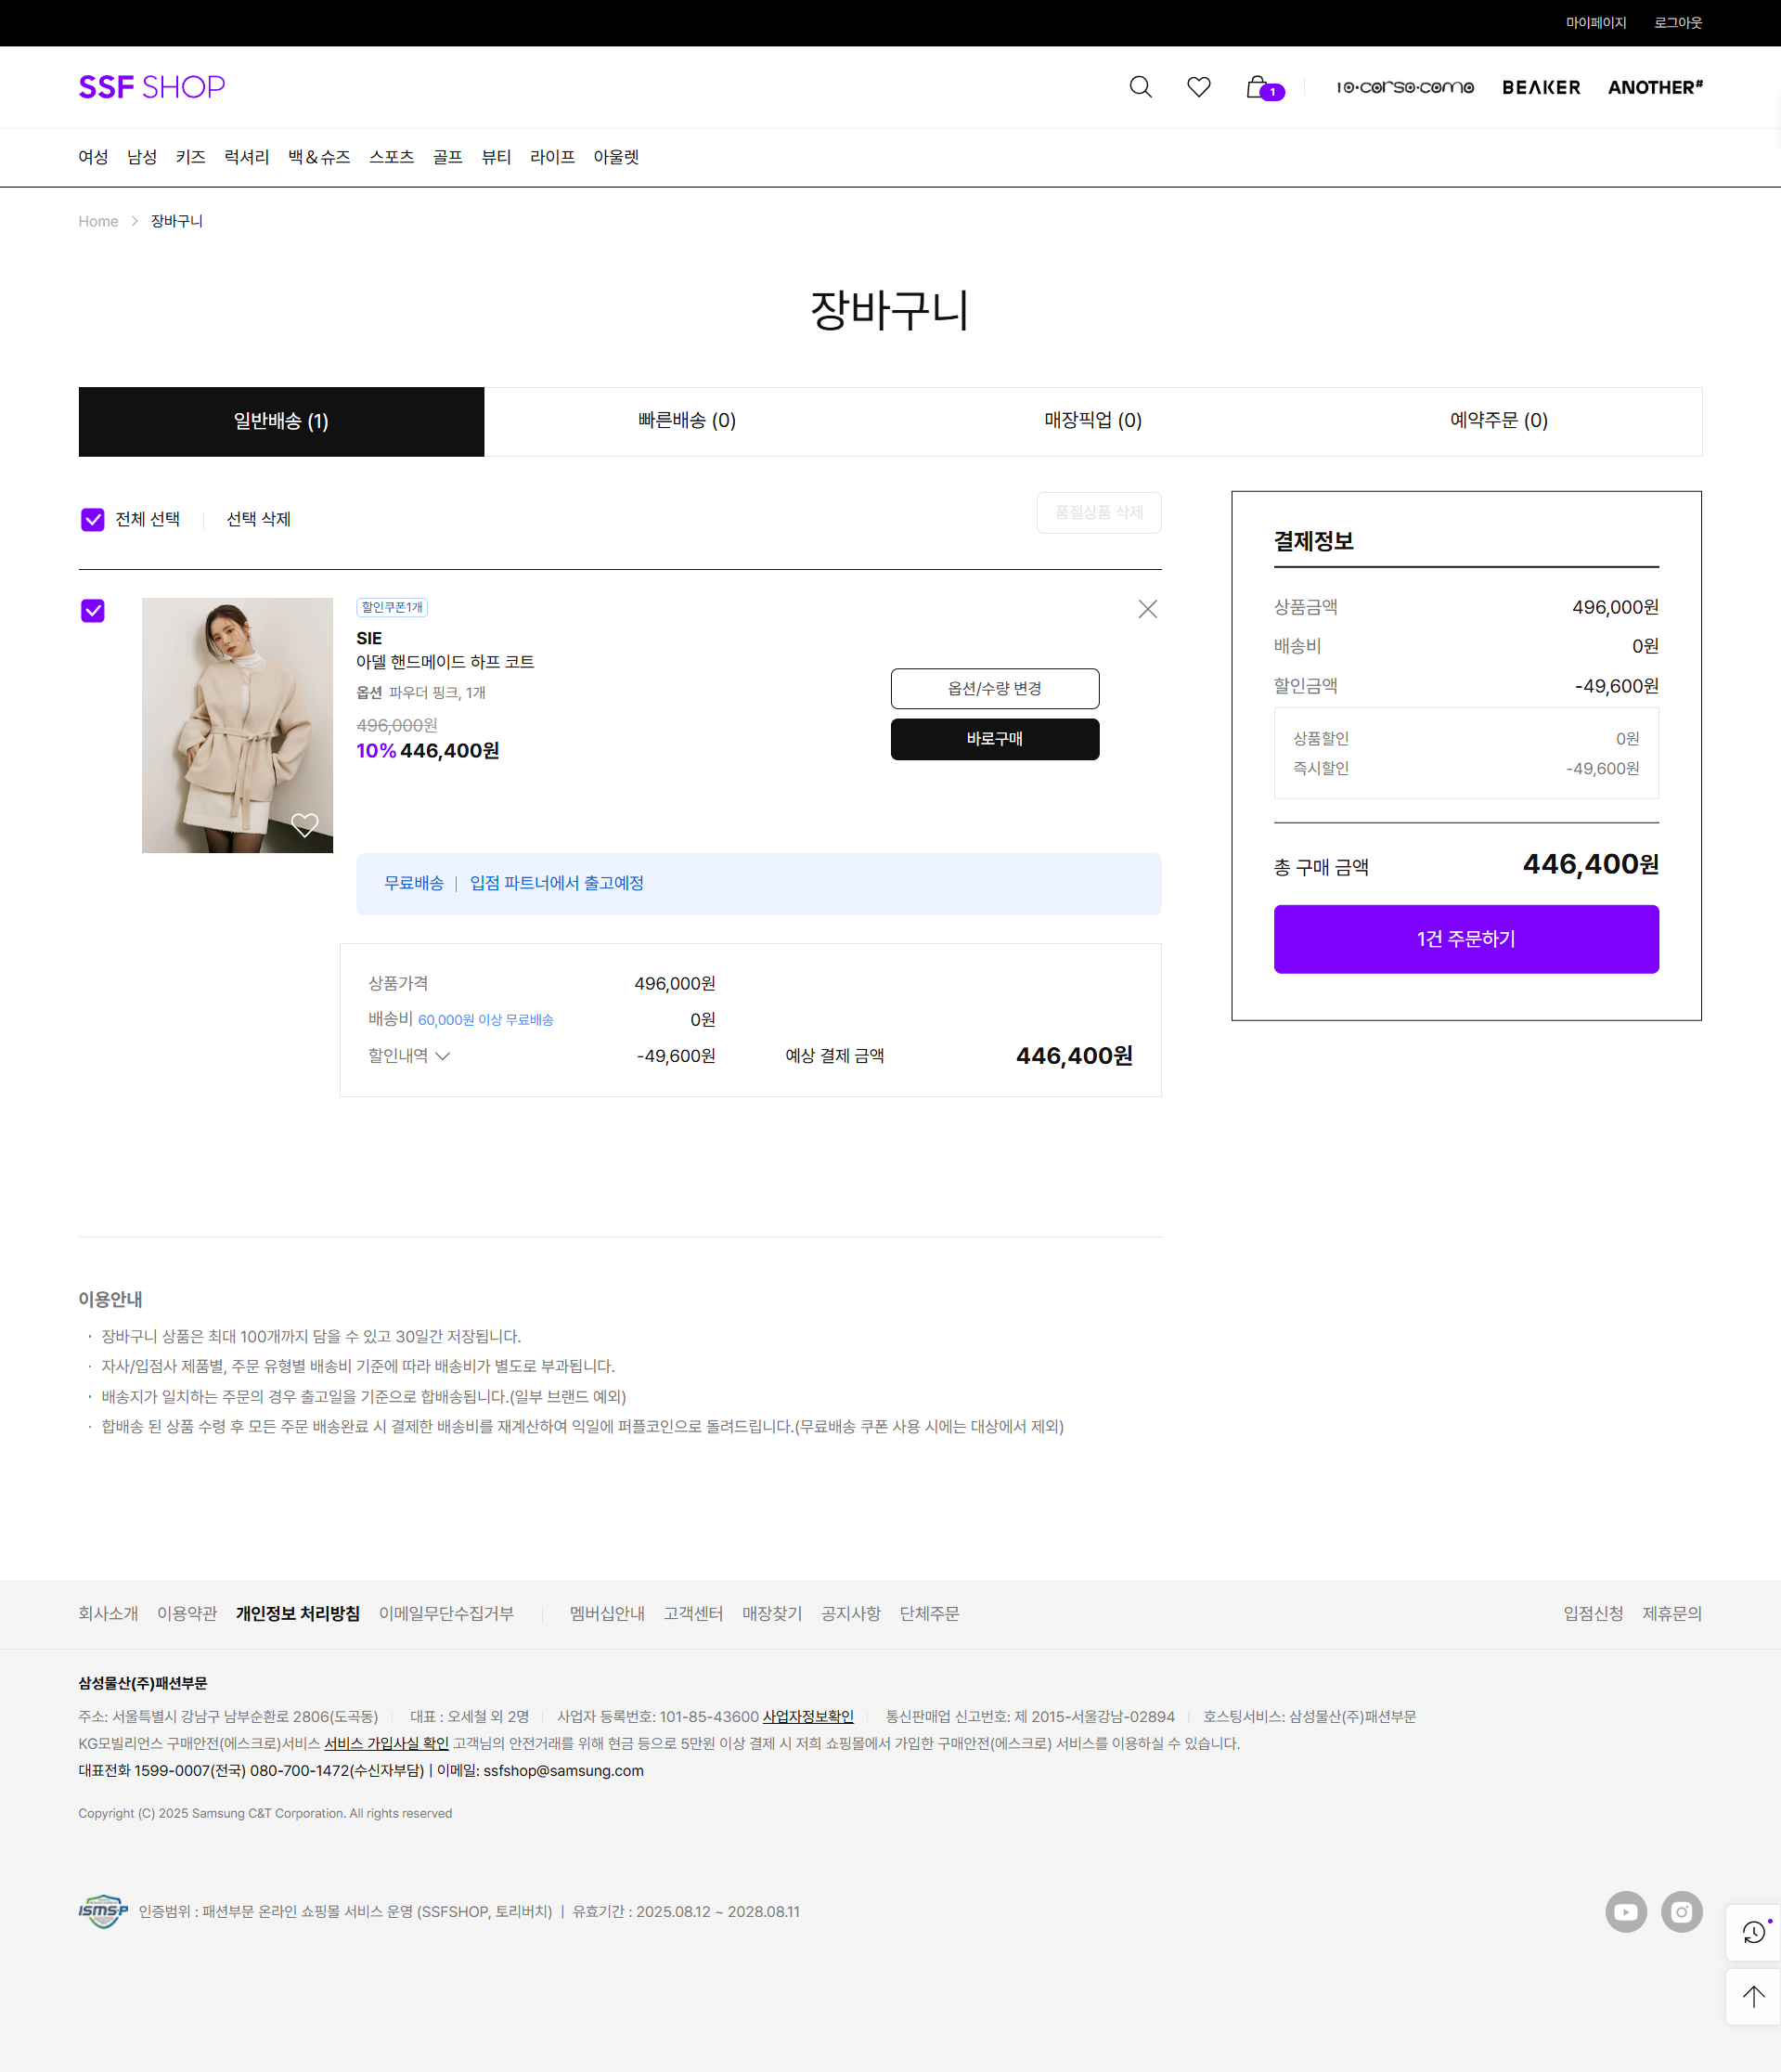 마이페이지 로그아웃
SSF SHOP
1
10·corso·como BEAKER ANOTHER#
여성 남성 키즈 럭셔리 백&슈즈 스포츠 골프 뷰티 라이프 아울렛
Home > 장바구니
장바구니
일반배송 (1) 빠른배송 (0) 매장픽업 (0) 예약주문 (0)
전체 선택 선택 삭제 품절상품 삭제
할인쿠폰1개
SIE
아델 핸드메이드 하프 코트
옵션 파우더 핑크, 1개
496,000원
10% 446,400원
옵션/수량 변경
바로구매
무료배송 | 입점 파트너에서 출고예정
상품가격 496,000원
배송비 60,000원 이상 무료배송 0원
할인내역 -49,600원 예상 결제 금액 446,400원
결제정보
상품금액 496,000원
배송비 0원
할인금액 -49,600원
상품할인 0원
즉시할인 -49,600원
총 구매 금액 446,400원
1건 주문하기
이용안내
· 장바구니 상품은 최대 100개까지 담을 수 있고 30일간 저장됩니다.
· 자사/입점사 제품별, 주문 유형별 배송비 기준에 따라 배송비가 별도로 부과됩니다.
· 배송지가 일치하는 주문의 경우 출고일을 기준으로 합배송됩니다.(일부 브랜드 예외)
· 합배송 된 상품 수령 후 모든 주문 배송완료 시 결제한 배송비를 재계산하여 익일에 퍼플코인으로 돌려드립니다.(무료배송 쿠폰 사용 시에는 대상에서 제외)
회사소개 이용약관 개인정보 처리방침 이메일무단수집거부 멤버십안내 고객센터 매장찾기 공지사항 단체주문 입점신청 제휴문의
삼성물산(주)패션부문
주소: 서울특별시 강남구 남부순환로 2806(도곡동) 대표 : 오세철 외 2명 사업자 등록번호: 101-85-43600 사업자정보확인 통신판매업 신고번호: 제 2015-서울강남-02894 호스팅서비스: 삼성물산(주)패션부문
KG모빌리언스 구매안전(에스크로)서비스 서비스 가입사실 확인 고객님의 안전거래를 위해 현금 등으로 5만원 이상 결제 시 저희 쇼핑몰에서 가입한 구매안전(에스크로) 서비스를 이용하실 수 있습니다.
대표전화 1599-0007(전국) 080-700-1472(수신자부담) | 이메일: ssfshop@samsung.com
Copyright (C) 2025 Samsung C&T Corporation. All rights reserved
ISMS-P 인증범위 : 패션부문 온라인 쇼핑몰 서비스 운영 (SSFSHOP, 토리버치) | 유효기간 : 2025.08.12 ~ 2028.08.11